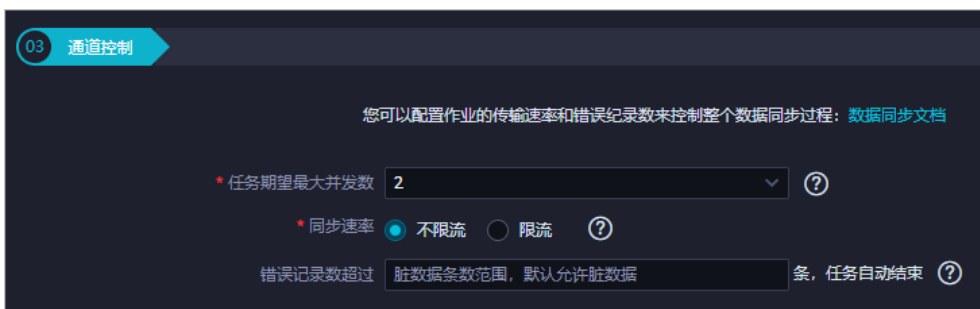 03 通道控制
您可以配置作业的传输速率和错误纪录数来控制整个数据同步过程：数据同步文档
* 任务期望最大并发数 2 ?
* 同步速率 不限流 限流 ?
错误记录数超过 脏数据条数范围，默认允许脏数据 条，任务自动结束 ?